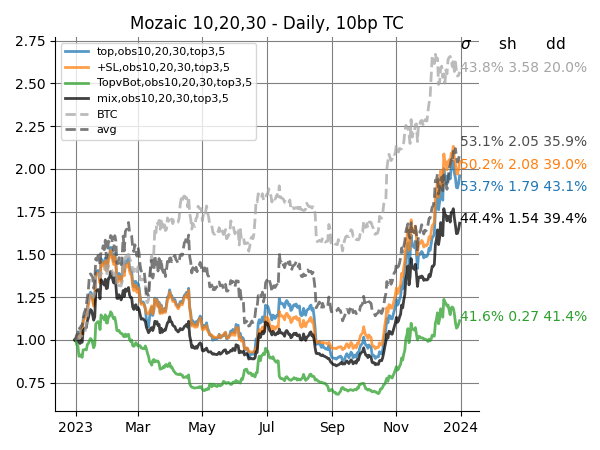 Mozaic 10,20,30 - Daily, 10bp TC
σ sh dd
top,obs10,20,30,top3,5
+SL,obs10,20,30,top3,5
TopvBot,obs10,20,30,top3,5
mix,obs10,20,30,top3,5
BTC
avg
43.8% 3.58 20.0%
53.1% 2.05 35.9%
50.2% 2.08 39.0%
53.7% 1.79 43.1%
44.4% 1.54 39.4%
41.6% 0.27 41.4%
2.75
2.50
2.25
2.00
1.75
1.50
1.25
1.00
0.75
2023 Mar May Jul Sep Nov 2024